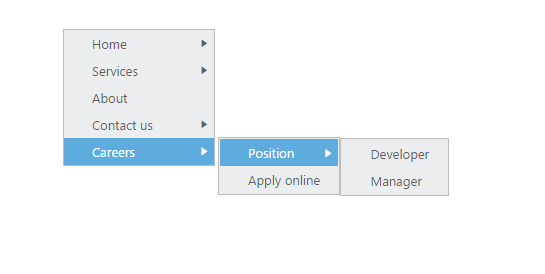 Home
Services
About
Contact us
Careers
Position
Apply online
Developer
Manager